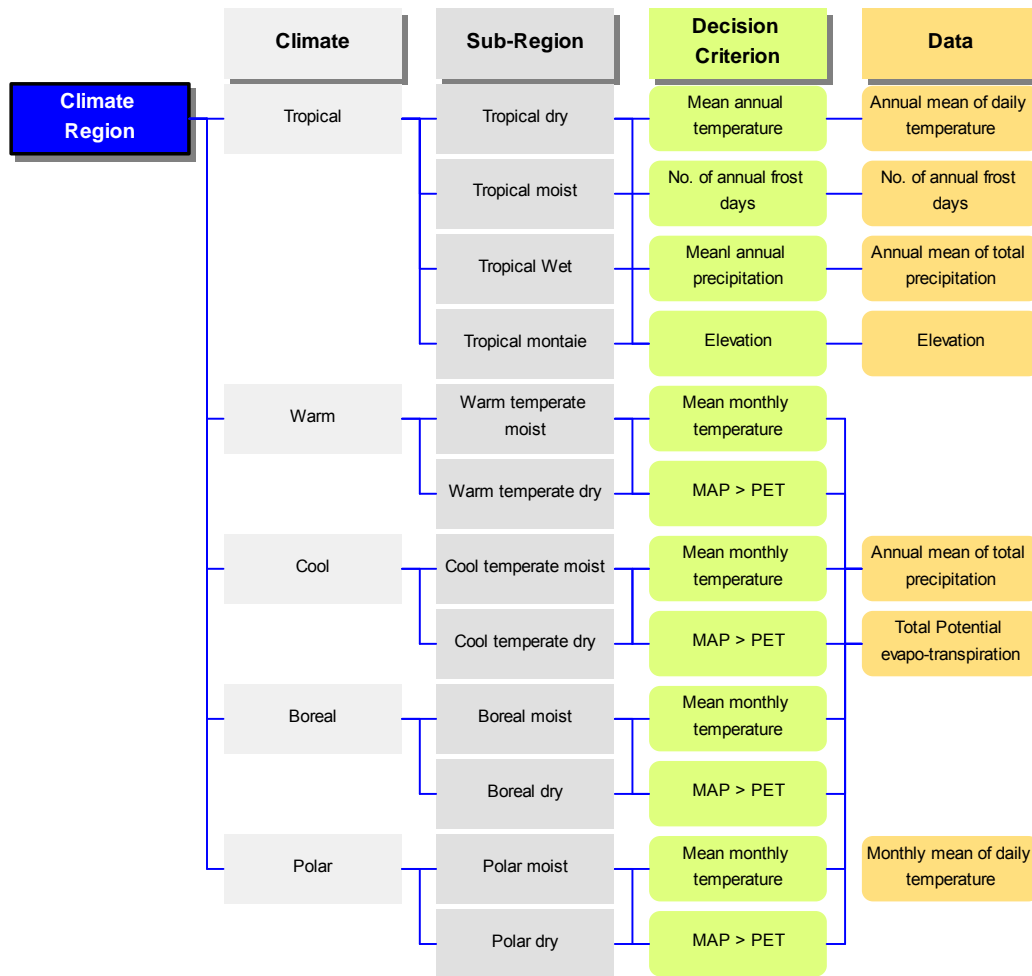 Climate
Sub-Region
Decision
Criterion
Data
Climate
Region
Tropical
Tropical dry
Mean annual
temperature
Annual mean of daily
temperature
Tropical moist
No. of annual frost
days
No. of annual frost
days
Tropical Wet
Meanl annual
precipitation
Annual mean of total
precipitation
Tropical montaie
Elevation
Elevation
Warm
Warm temperate
moist
Mean monthly
temperature
Warm temperate dry
MAP > PET
Cool
Cool temperate moist
Mean monthly
temperature
Annual mean of total
precipitation
Cool temperate dry
MAP > PET
Total Potential
evapo-transpiration
Boreal
Boreal moist
Mean monthly
temperature
Boreal dry
MAP > PET
Polar
Polar moist
Mean monthly
temperature
Monthly mean of daily
temperature
Polar dry
MAP > PET